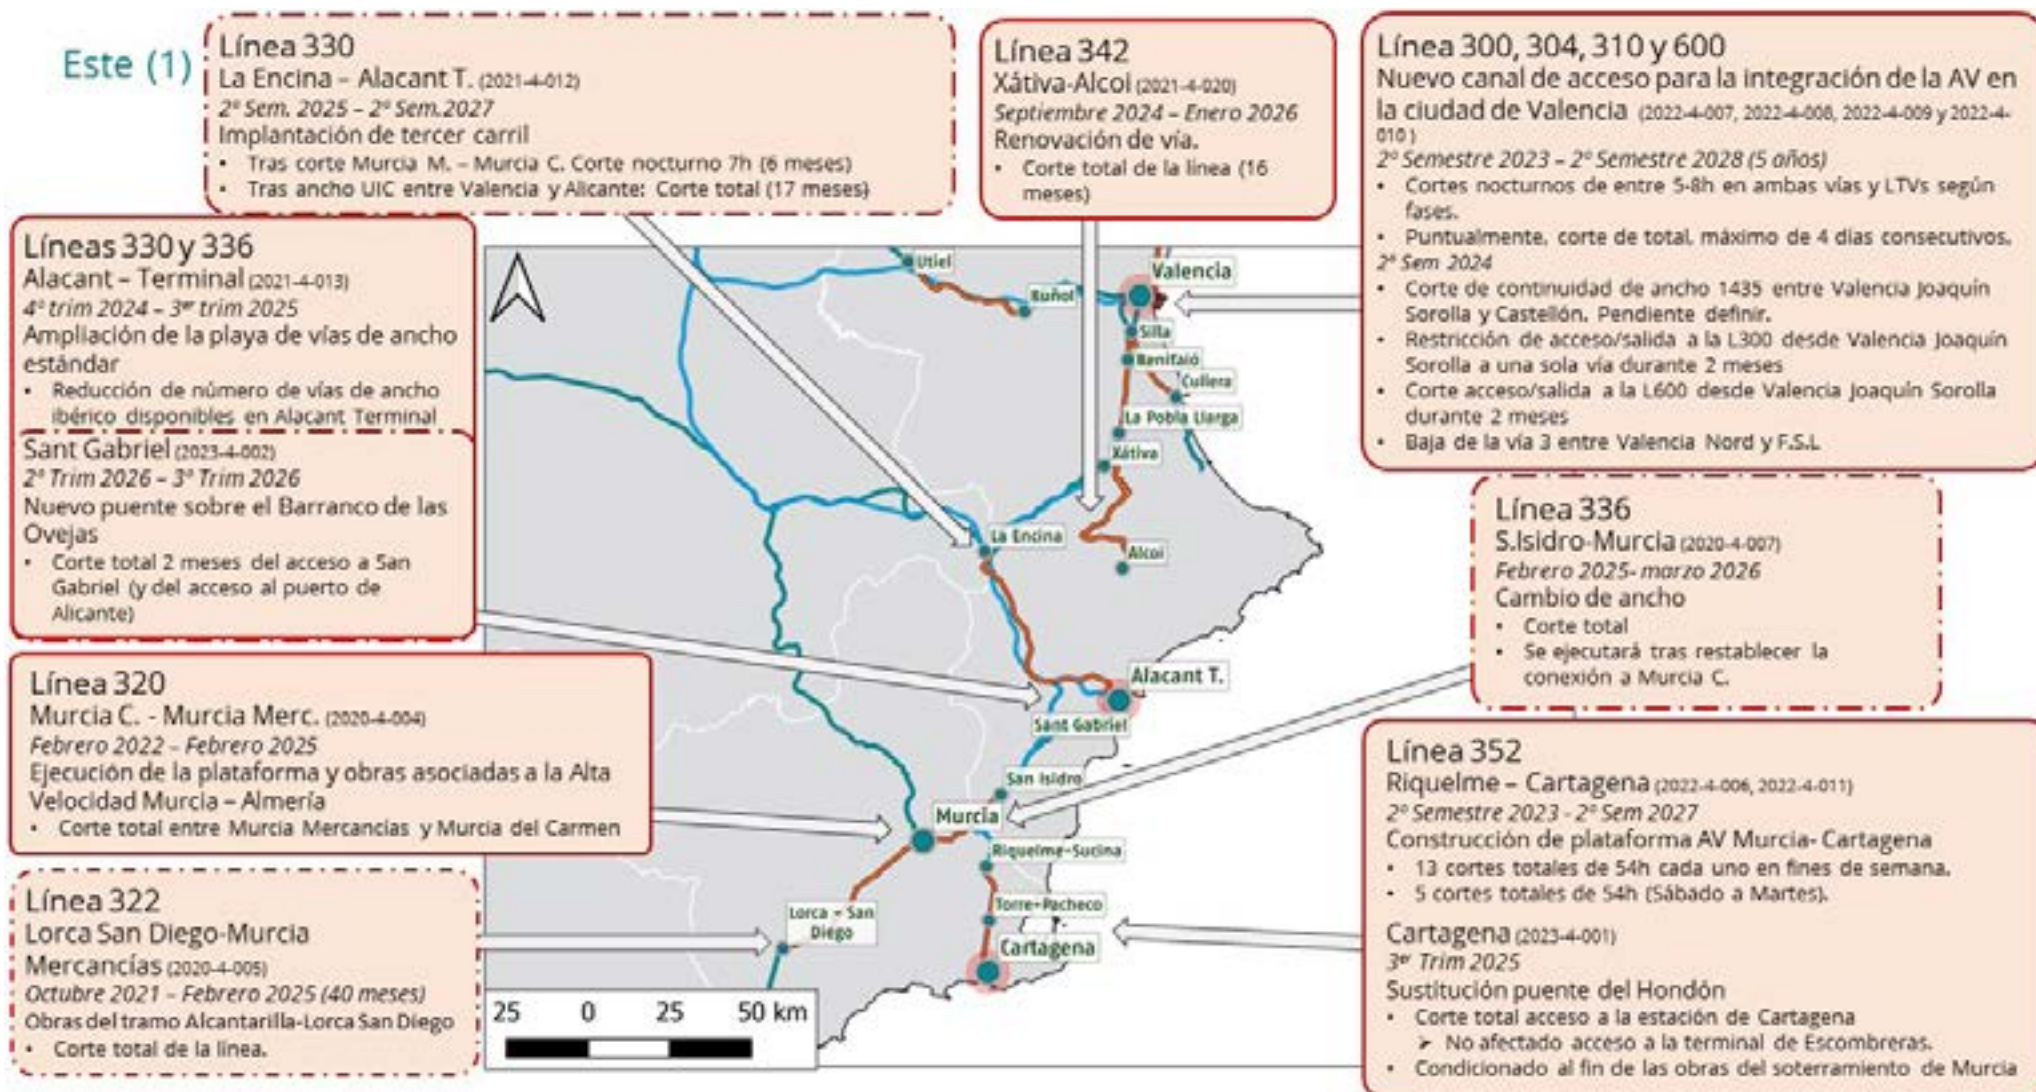 Este (1)
Línea 330
La Encina – Alacant T. (2021-4-012)
2º Sem. 2025 – 2º Sem.2027
Implantación de tercer carril
• Tras corte Murcia M. – Murcia C. Corte nocturno 7h (6 meses)
• Tras ancho UIC entre Valencia y Alicante: Corte total (17 meses)
Línea 342
Xátiva-Alcoi (2021-4-020)
Septiembre 2024 – Enero 2026
Renovación de vía.
• Corte total de la línea (16
meses)
Línea 300, 304, 310 y 600
Nuevo canal de acceso para la integración de la AV en
la ciudad de Valencia (2022-4-007, 2022-4-008, 2022-4-009 y 2022-4-
010 )
2º Semestre 2023 – 2º Semestre 2028 (5 años)
• Cortes nocturnos de entre 5-8h en ambas vías y LTVs según
fases.
• Puntualmente, corte de total, máximo de 4 días consecutivos.
2º Sem 2024
• Corte de continuidad de ancho 1435 entre Valencia Joaquín
Sorolla y Castellón. Pendiente definir.
• Restricción de acceso/salida a la L300 desde Valencia Joaquín
Sorolla a una sola vía durante 2 meses
• Corte acceso/salida a la L600 desde Valencia Joaquín Sorolla
durante 2 meses
• Baja de la vía 3 entre Valencia Nord y F.S.L
Líneas 330 y 336
Alacant – Terminal (2021-4-013)
4º trim 2024 – 3er trim 2025
Ampliación de la playa de vías de ancho
estándar
• Reducción de número de vías de ancho
ibérico disponibles en Alacant Terminal
Sant Gabriel (2023-4-002)
2º Trim 2026 – 3º Trim 2026
Nuevo puente sobre el Barranco de las
Ovejas
• Corte total 2 meses del acceso a San
Gabriel (y del acceso al puerto de
Alicante)
Línea 336
S.Isidro-Murcia (2020-4-007)
Febrero 2025- marzo 2026
Cambio de ancho
• Corte total
• Se ejecutará tras restablecer la
conexión a Murcia C.
Línea 320
Murcia C. - Murcia Merc. (2020-4-004)
Febrero 2022 – Febrero 2025
Ejecución de la plataforma y obras asociadas a la Alta
Velocidad Murcia – Almería
• Corte total entre Murcia Mercancías y Murcia del Carmen
Línea 322
Lorca San Diego-Murcia
Mercancías (2020-4-005)
Octubre 2021 – Febrero 2025 (40 meses)
Obras del tramo Alcantarilla-Lorca San Diego
• Corte total de la línea.
Línea 352
Riquelme – Cartagena (2022-4-006, 2022-4-011)
2º Semestre 2023 - 2º Sem 2027
Construcción de plataforma AV Murcia- Cartagena
• 13 cortes totales de 54h cada uno en fines de semana.
• 5 cortes totales de 54h (Sábado a Martes).
Cartagena (2023-4-001)
3er Trim 2025
Sustitución puente del Hondón
• Corte total acceso a la estación de Cartagena
➢ No afectado acceso a la terminal de Escombreras.
• Condicionado al fin de las obras del soterramiento de Murcia
Utiel
Buñol
Valencia
Silla
Benifaió
Cullera
La Pobla Llarga
Xátiva
La Encina
Alcoi
Alacant T.
Sant Gabriel
San Isidro
Murcia
Riquelme-Sucina
Torre-Pacheco
Lorca - San
Diego
Cartagena
25 0 25 50 km